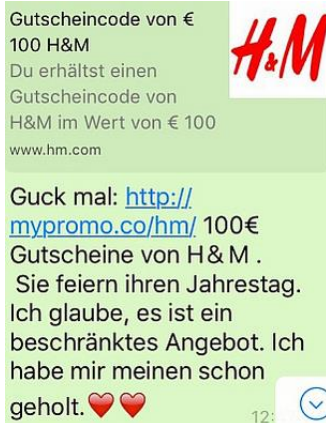 Gutscheincode von €
100 H&M
Du erhältst einen
Gutscheincode von
H&M im Wert von € 100
www.hm.com
H&M
Guck mal: http://
mypromo.co/hm/ 100€
Gutscheine von H & M .
Sie feiern ihren Jahrestag.
Ich glaube, es ist ein
beschränktes Angebot. Ich
habe mir meinen schon
geholt.❤️❤️
12: